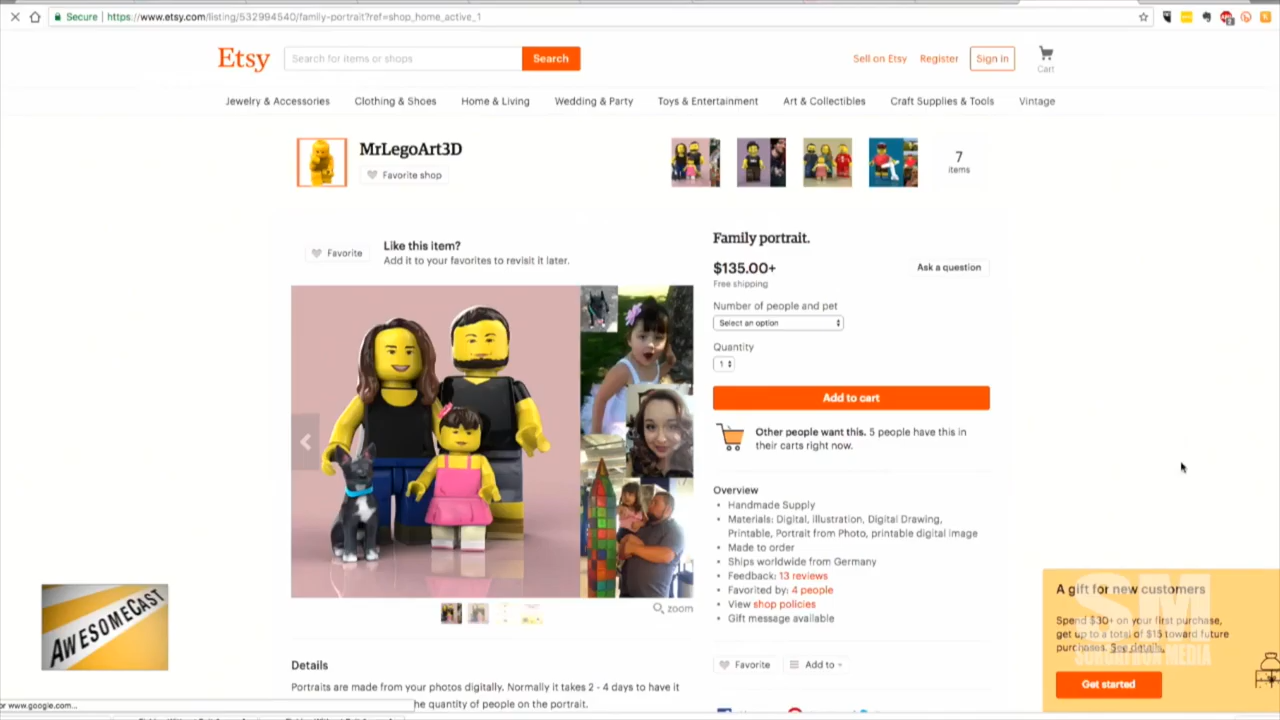 Secure
https://www.etsy.com/listing/532994540/family-portrait?ref=shop_home_active_1
Etsy
Search for items or shops
Search
Sell on Etsy
Register
Sign in
Cart
Jewelry & Accessories
Clothing & Shoes
Home & Living
Wedding & Party
Toys & Entertainment
Art & Collectibles
Craft Supplies & Tools
Vintage
MrLegoArt3D
Favorite shop
7
items
Favorite
Like this item?
Add it to your favorites to revisit it later.
Family portrait.
$135.00+
Free shipping
Ask a question
Number of people and pet
Select an option
Quantity
1
Add to cart
Other people want this. 5 people have this in
their carts right now.
Overview
Handmade Supply
Materials: Digital, illustration, Digital Drawing,
Printable, Portrait from Photo, printable digital image
Made to order
Ships worldwide from Germany
Feedback: 13 reviews
Favorited by: 4 people
View shop policies
Gift message available
Favorite
Add to
zoom
Details
Portraits are made from your photos digitally. Normally it takes 2 - 4 days to have it
he quantity of people on the portrait.
or www.google.com...
AWESOMECAST
A gift for new customers
Spend $30+ on your first purchase,
get up to a total of $15 toward future
purchases. See details.
Get started
SM
SORGATRON MEDIA